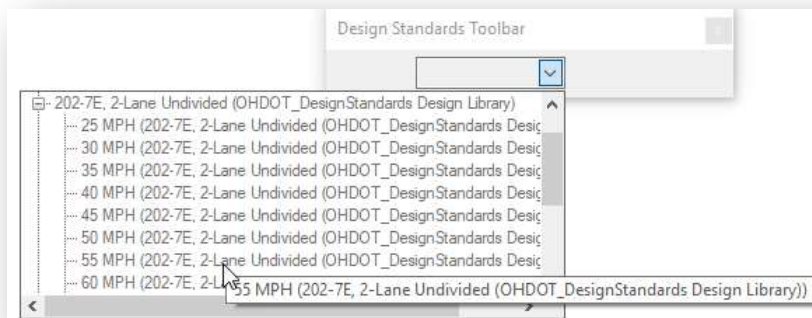 Design Standards Toolbar
202-7E, 2-Lane Undivided (OHDOT_DesignStandards Design Library)
25 MPH (202-7E, 2-Lane Undivided (OHDOT_DesignStandards Desig
30 MPH (202-7E, 2-Lane Undivided (OHDOT_DesignStandards Desig
35 MPH (202-7E, 2-Lane Undivided (OHDOT_DesignStandards Desig
40 MPH (202-7E, 2-Lane Undivided (OHDOT_DesignStandards Desig
45 MPH (202-7E, 2-Lane Undivided (OHDOT_DesignStandards Desig
50 MPH (202-7E, 2-Lane Undivided (OHDOT_DesignStandards Desig
55 MPH (202-7E, 2-Lane Undivided (OHDOT_DesignStandards Desig
60 MPH (202-7E, 2-L
55 MPH (202-7E, 2-Lane Undivided (OHDOT_DesignStandards Design Library))